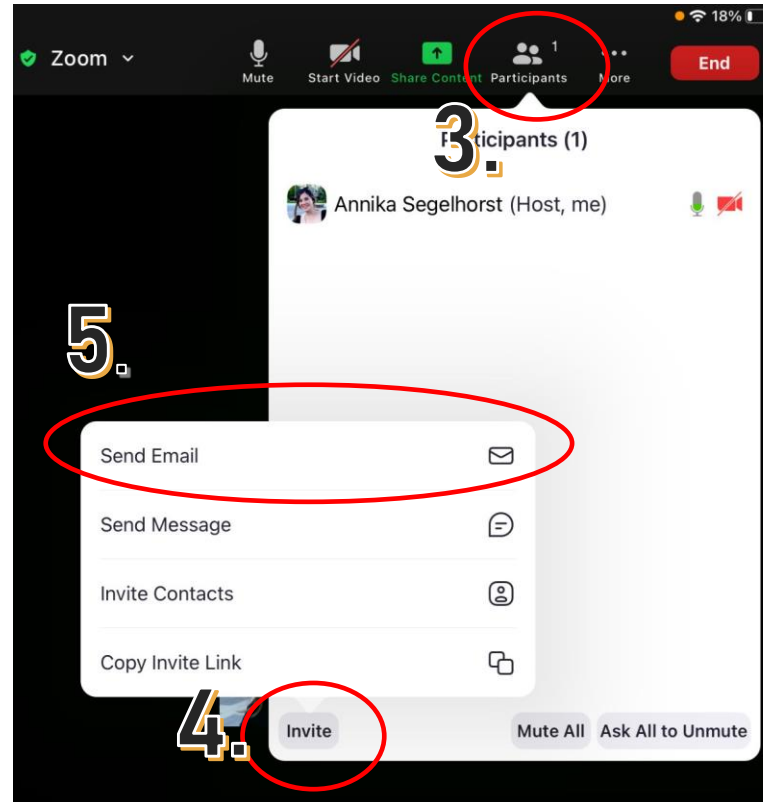 18%
Zoom
Mute
Start Video
Share Content
Participants
1
More
End
3.
Participants (1)
Annika Segelhorst (Host, me)
5.
Send Email
Send Message
Invite Contacts
Copy Invite Link
4.
Invite
Mute All
Ask All to Unmute